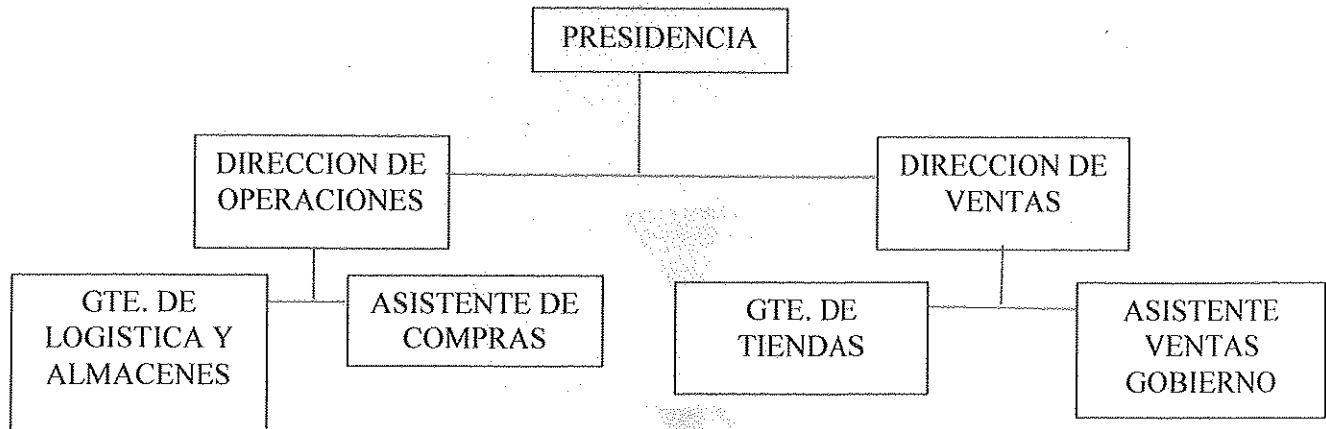 PRESIDENCIA
DIRECCION DE
OPERACIONES
DIRECCION DE
VENTAS
GTE. DE
LOGISTICA Y
ALMACENES
ASISTENTE DE
COMPRAS
GTE. DE
TIENDAS
ASISTENTE
VENTAS
GOBIERNO